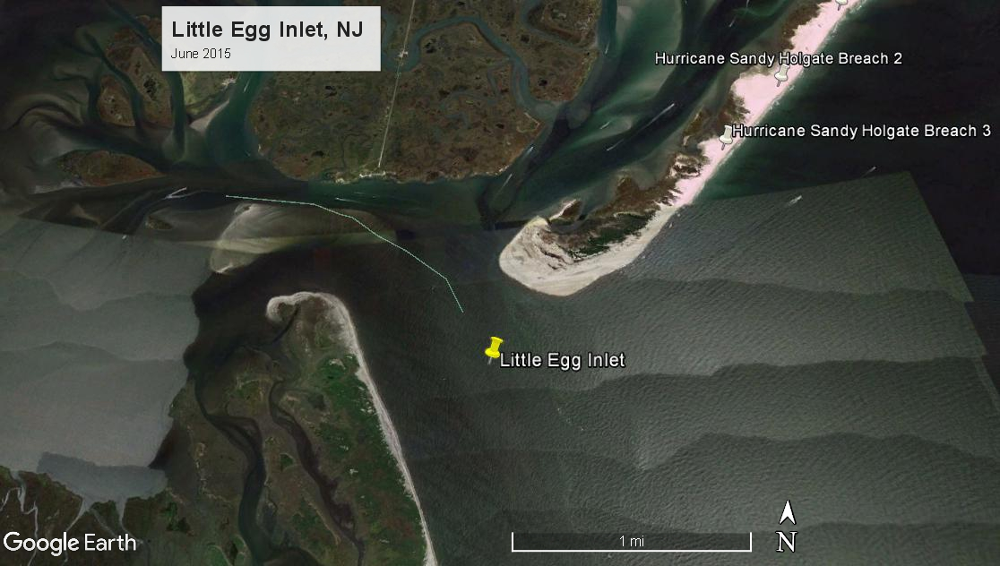 Little Egg Inlet, NJ
June 2015
Hurricane Sandy Holgate Breach 2
Hurricane Sandy Holgate Breach 3
Little Egg Inlet
Google Earth
1 mi
N